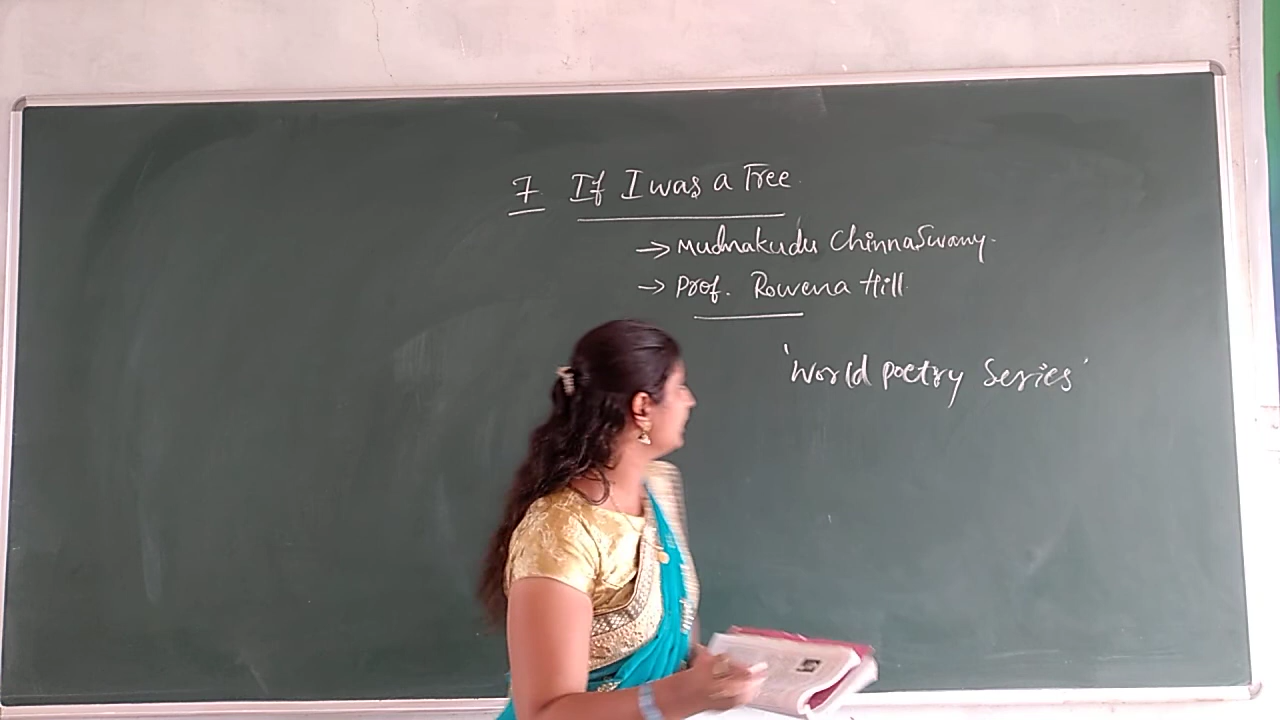 7 If I was a Tree.
→ Mudnakudu ChinnaSwamy.
→ Prof. Rowena Hill.
'World poetry Series'